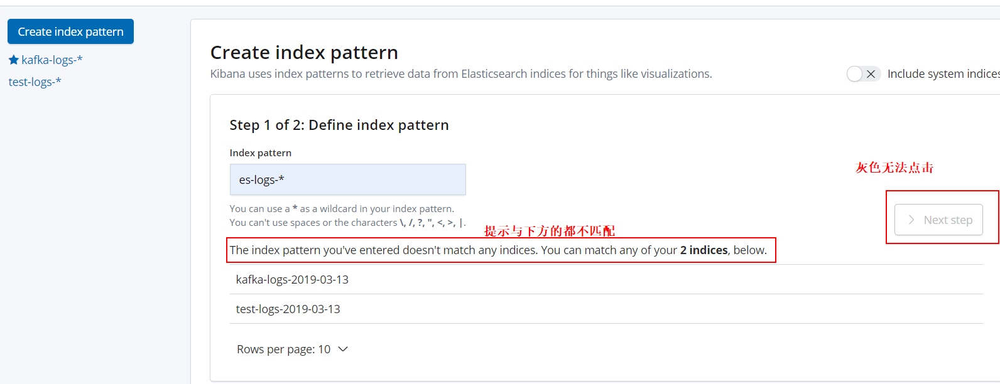 Create index pattern
kafka-logs-*
test-logs-*
Create index pattern
Kibana uses index patterns to retrieve data from Elasticsearch indices for things like visualizations.
Include system indices
Step 1 of 2: Define index pattern
Index pattern
es-logs-*
灰色无法点击
You can use a * as a wildcard in your index pattern.
You can't use spaces or the characters \, /, ?, ", <, >, |.
Next step
提示与下方的都不匹配
The index pattern you've entered doesn't match any indices. You can match any of your 2 indices, below.
kafka-logs-2019-03-13
test-logs-2019-03-13
Rows per page: 10